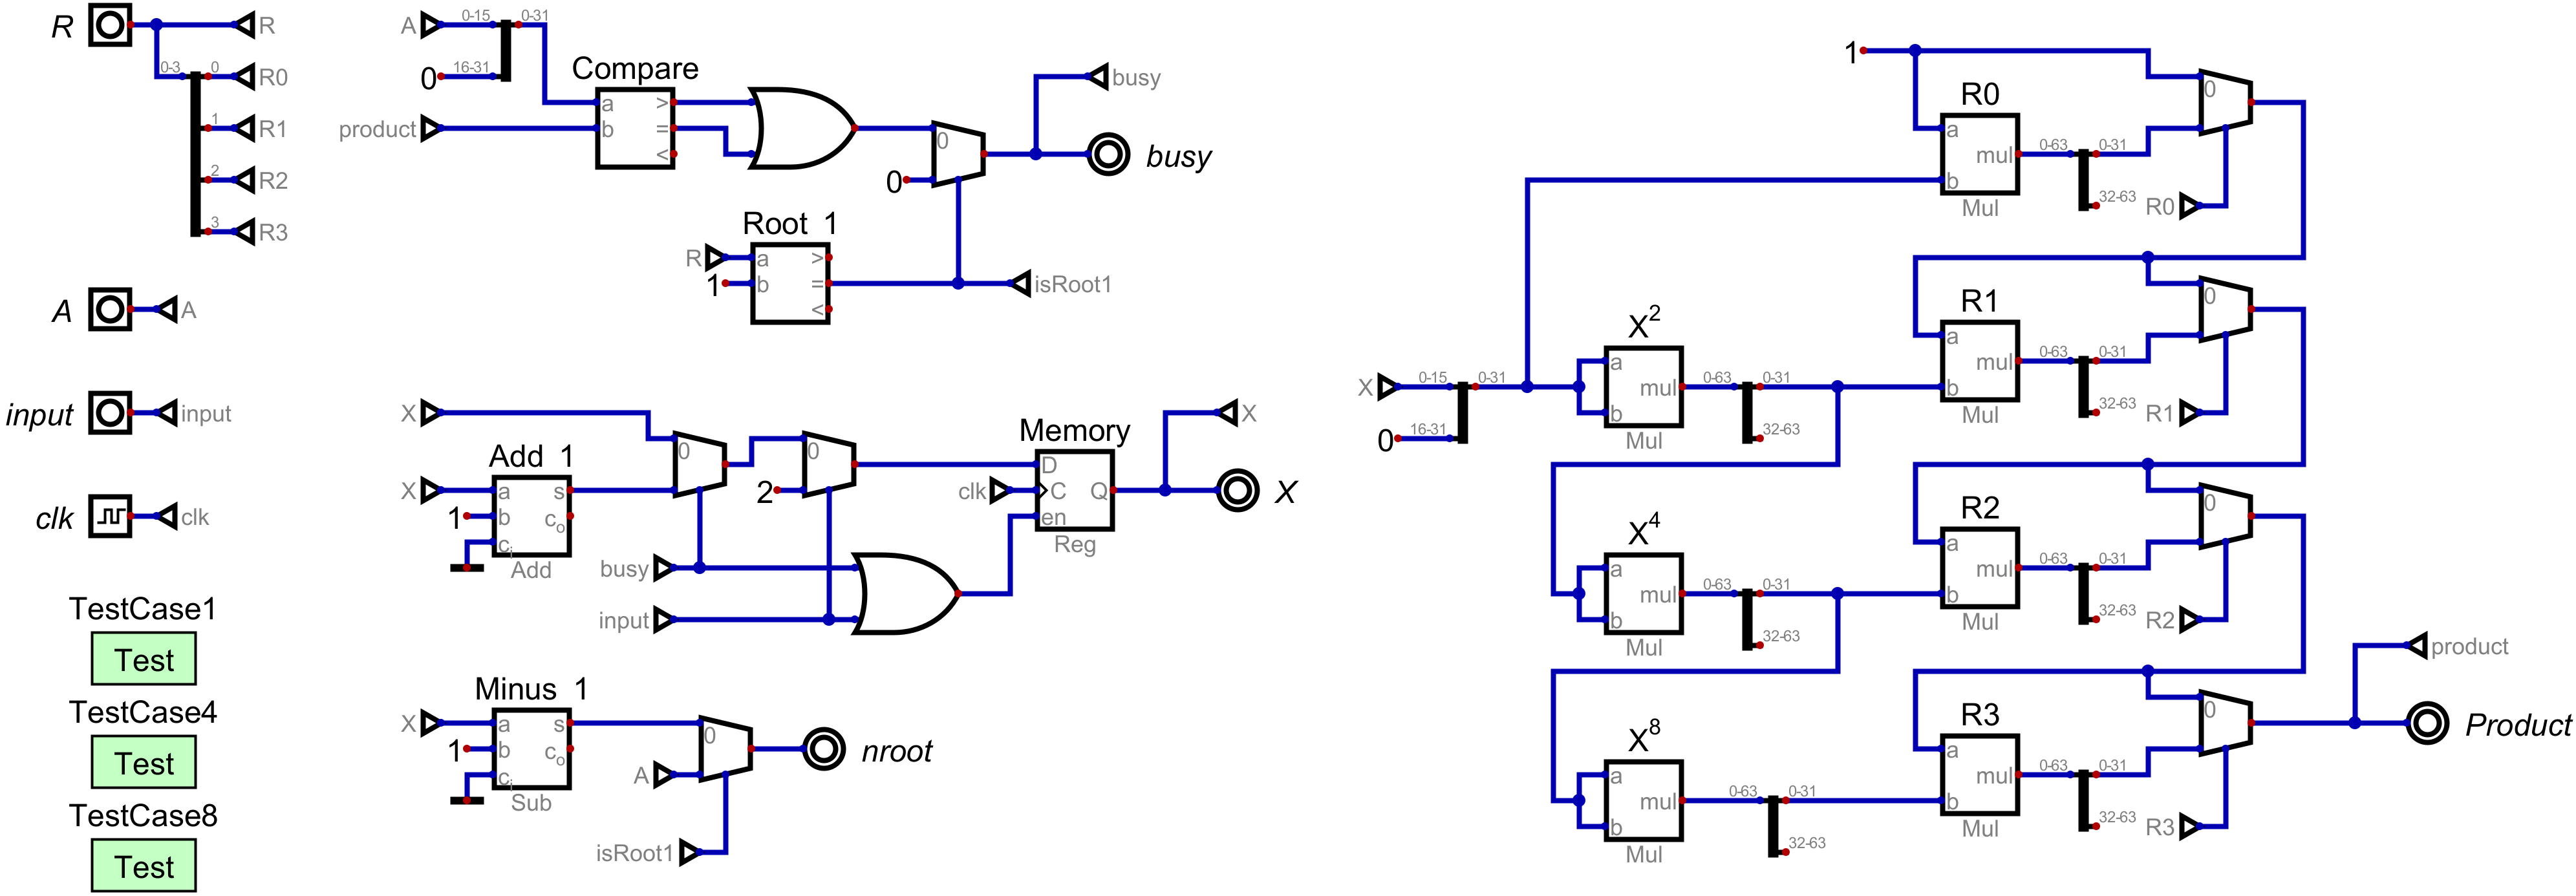 R
R
0-3
0
R0
1
R1
2
R2
3
R3
A
A
input
input
clk
clk
TestCase1
Test
TestCase4
Test
TestCase8
Test
A
0-15
0-31
0
16-31
Compare
a
b
>
=
<
product
0
0
busy
busy
Root 1
R
1
a
b
>
=
<
isRoot1
X
X
Add 1
a
b
ci
s
co
1
Add
0
0
2
busy
input
Memory
D
C
en
Q
clk
Reg
X
X
Minus 1
X
1
a
b
ci
s
co
Sub
0
A
isRoot1
nroot
1
R0
a
b
mul
Mul
0-63
0-31
32-63
0
R0
X
0-15
0-31
0
16-31
X2
a
b
mul
Mul
0-63
0-31
32-63
R1
a
b
mul
Mul
0-63
0-31
32-63
0
R1
X4
a
b
mul
Mul
0-63
0-31
32-63
R2
a
b
mul
Mul
0-63
0-31
32-63
0
R2
X8
a
b
mul
Mul
0-63
0-31
32-63
R3
a
b
mul
Mul
0-63
0-31
32-63
0
R3
product
Product